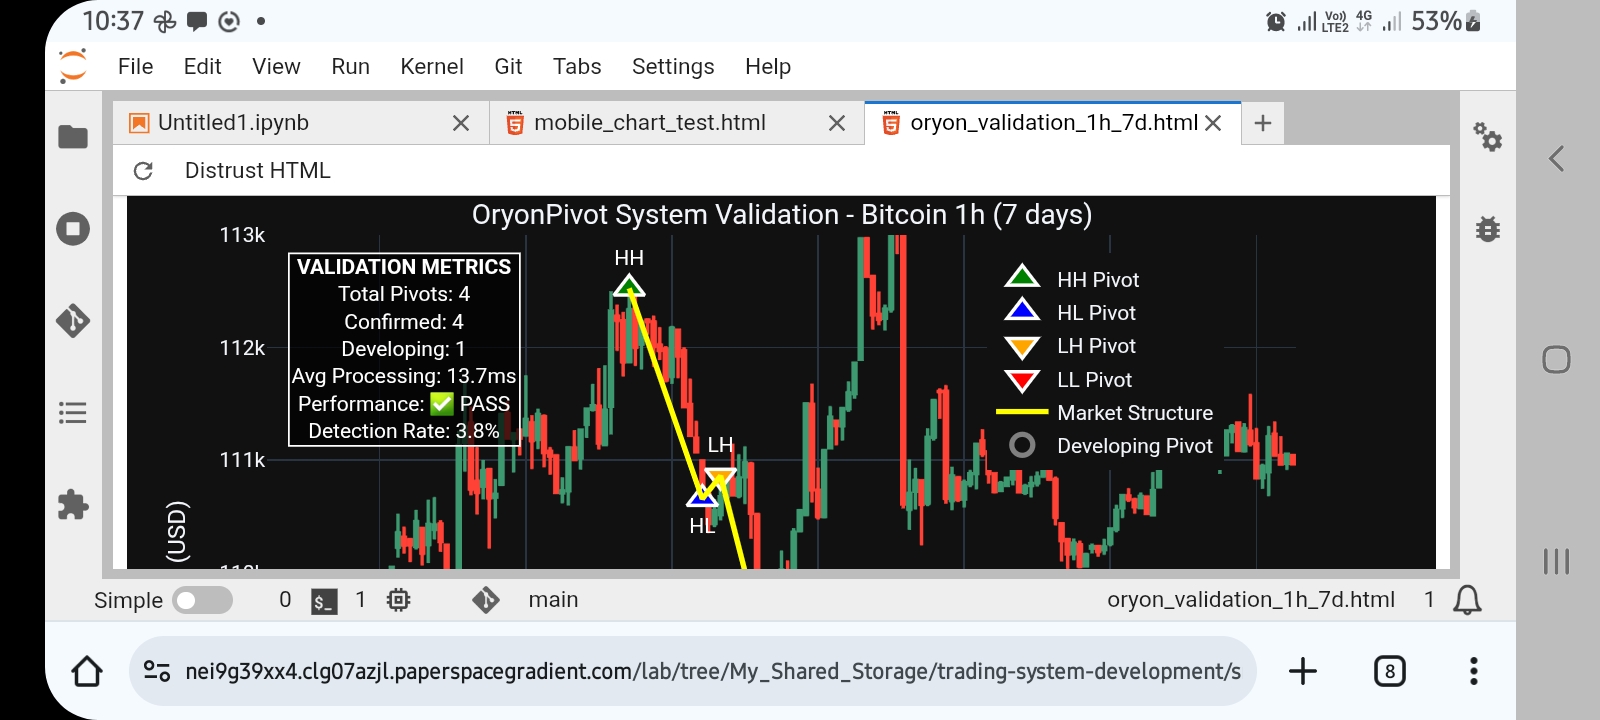 10:37
Vo)) LTE2 4G 53%
File Edit View Run Kernel Git Tabs Settings Help
Untitled1.ipynb
mobile_chart_test.html
oryon_validation_1h_7d.html
Distrust HTML
OryonPivot System Validation - Bitcoin 1h (7 days)
113k
112k
111k
(USD)
VALIDATION METRICS
Total Pivots: 4
Confirmed: 4
Developing: 1
Avg Processing: 13.7ms
Performance: ✅ PASS
Detection Rate: 3.8%
HH
LH
HL
HH Pivot
HL Pivot
LH Pivot
LL Pivot
Market Structure
Developing Pivot
Simple 0 $_ 1 main oryon_validation_1h_7d.html 1
nei9g39xx4.clg07azjl.paperspacegradient.com/lab/tree/My_Shared_Storage/trading-system-development/s
8